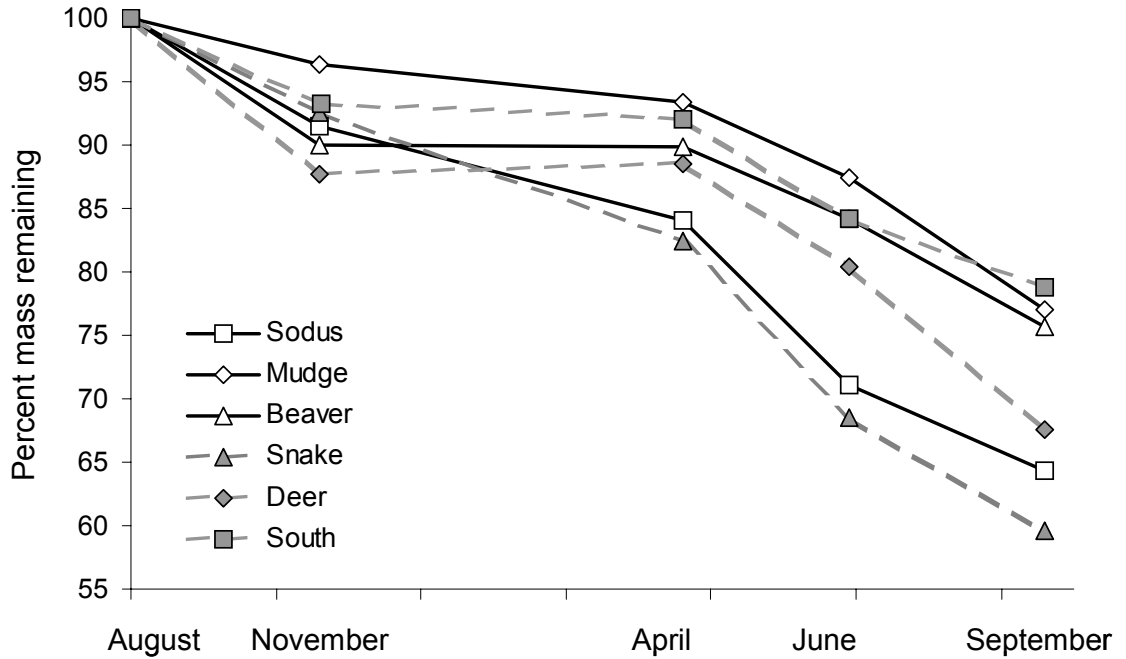 Percent mass remaining
100
95
90
85
80
75
70
65
60
55
Sodus
Mudge
Beaver
Snake
Deer
South
August November April June September